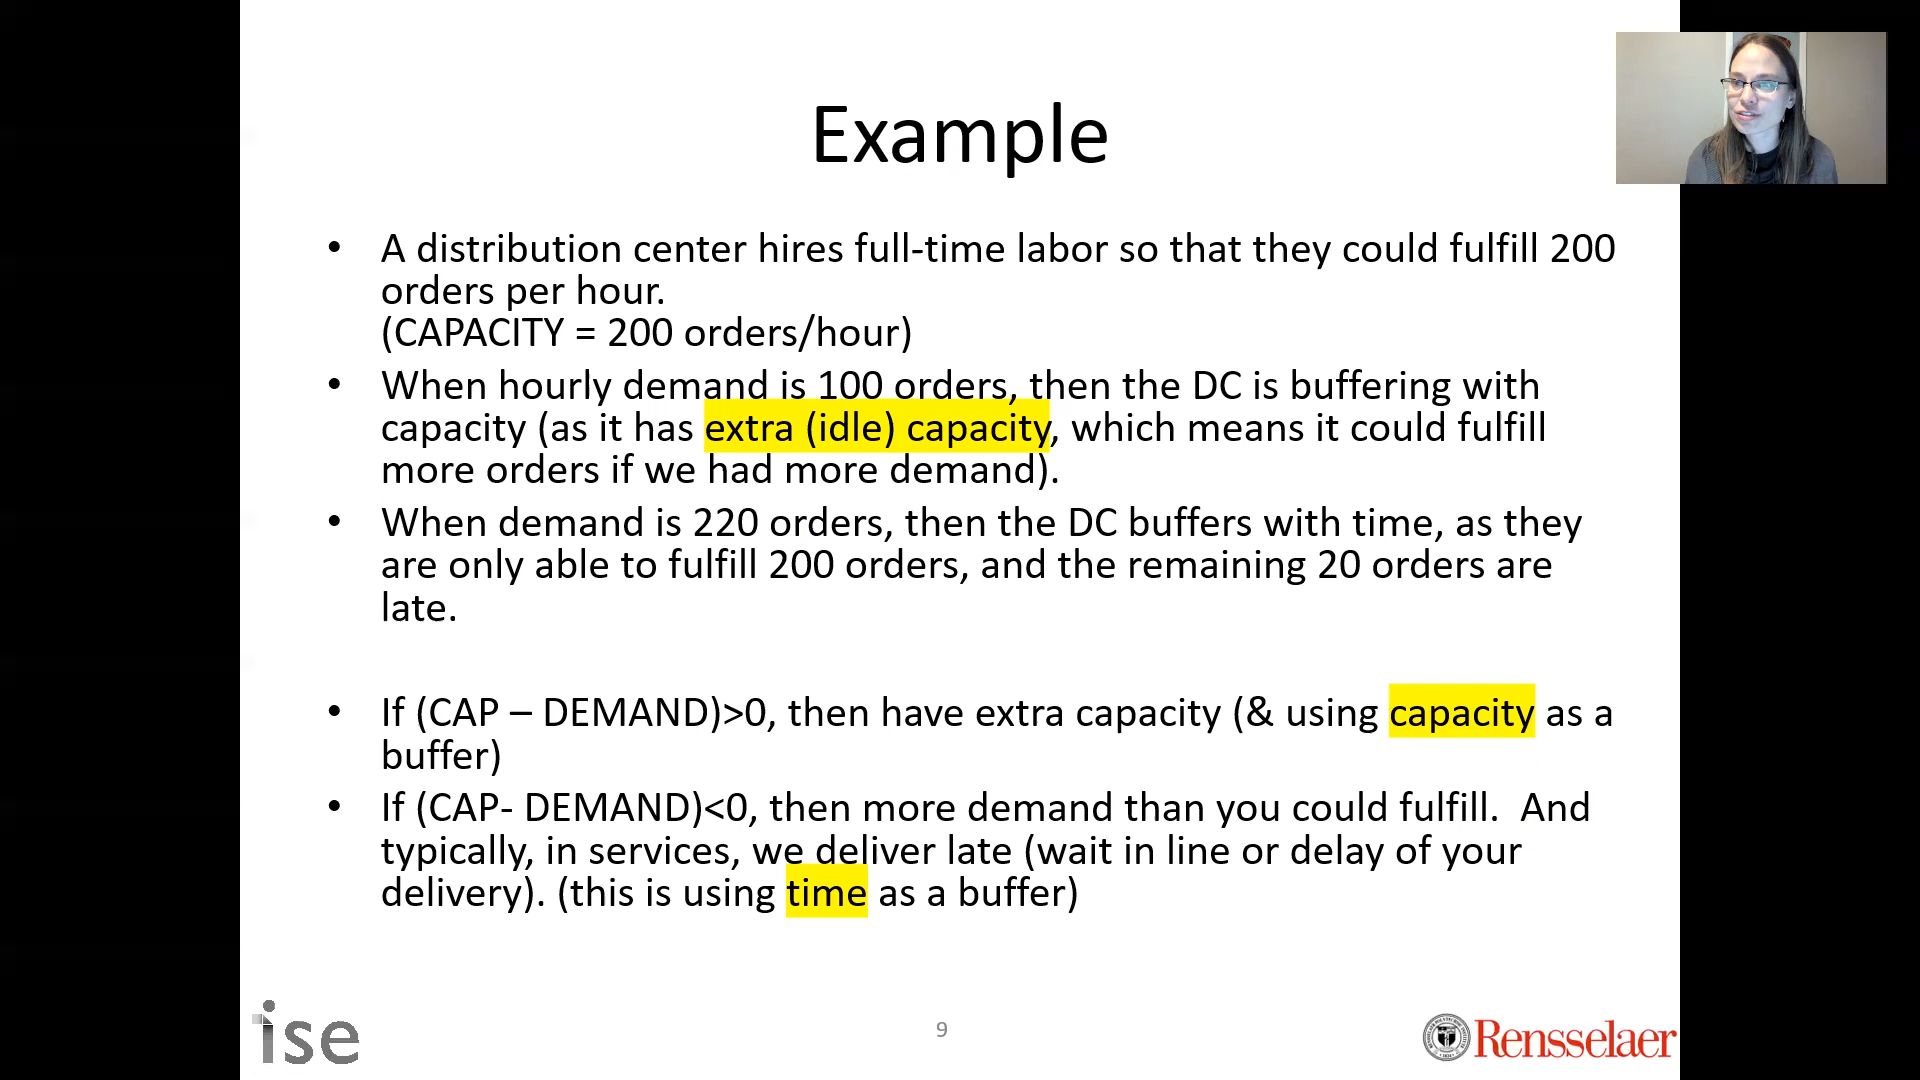 Example
• A distribution center hires full-time labor so that they could fulfill 200
orders per hour.
(CAPACITY = 200 orders/hour)
• When hourly demand is 100 orders, then the DC is buffering with
capacity (as it has extra (idle) capacity, which means it could fulfill
more orders if we had more demand).
• When demand is 220 orders, then the DC buffers with time, as they
are only able to fulfill 200 orders, and the remaining 20 orders are
late.
• If (CAP – DEMAND)>0, then have extra capacity (& using capacity as a
buffer)
• If (CAP- DEMAND)<0, then more demand than you could fulfill.  And
typically, in services, we deliver late (wait in line or delay of your
delivery). (this is using time as a buffer)
ise
9
Rensselaer